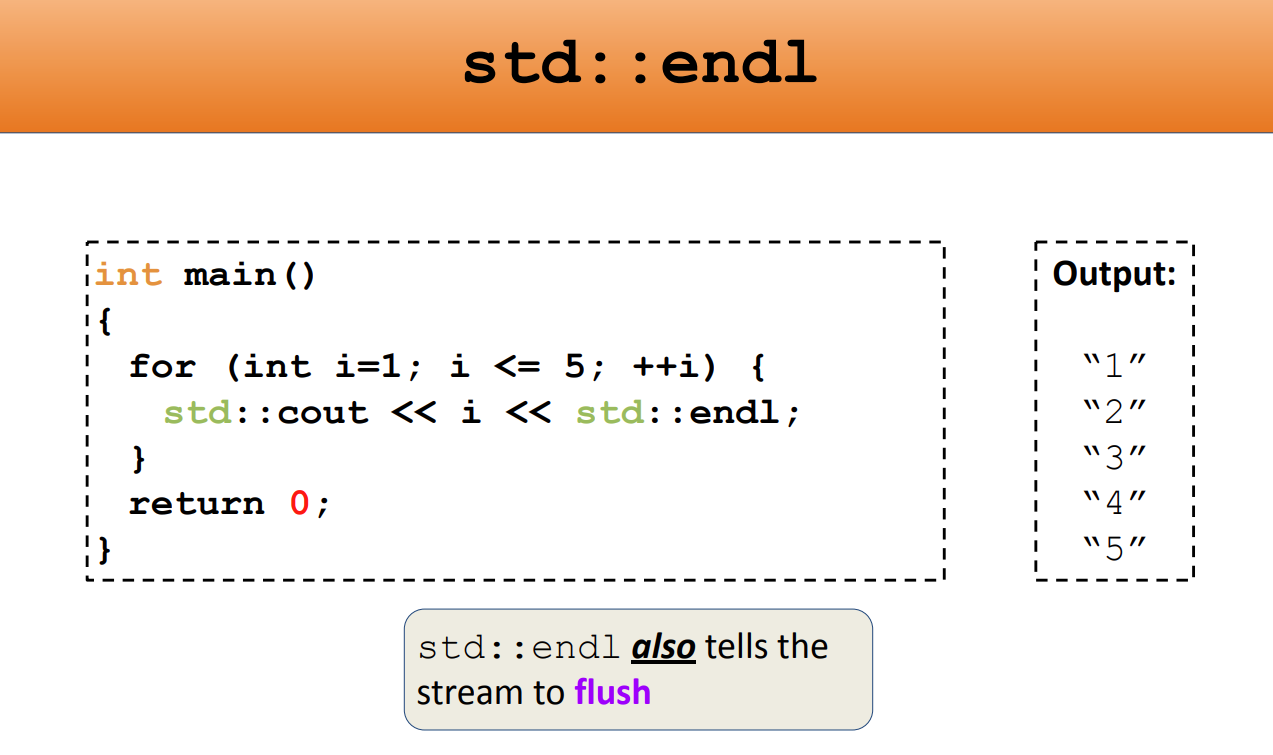 std::endl
int main()
{
for (int i=1; i <= 5; ++i) {
std::cout << i << std::endl;
}
return 0;
}
Output:
“1”
“2”
“3”
“4”
“5”
std::endl also tells the
stream to flush